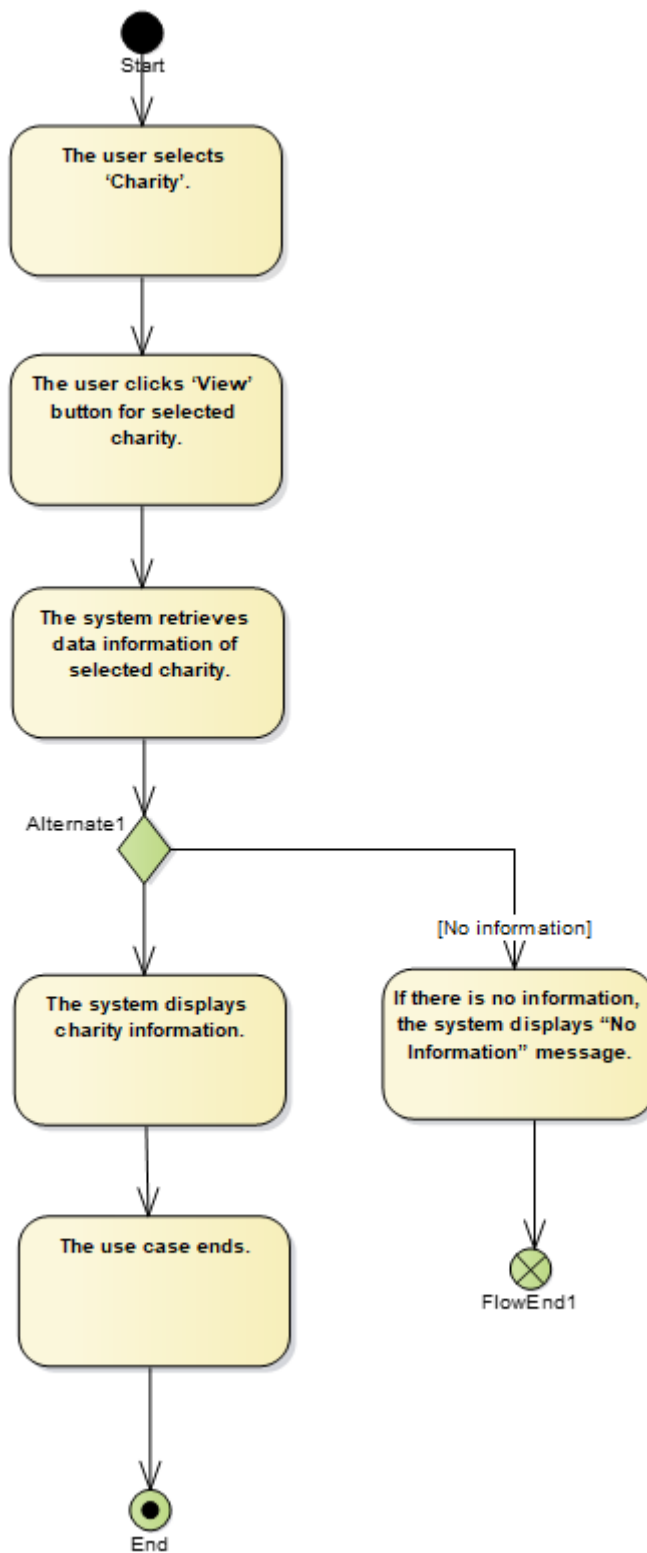 Start
The user selects
‘Charity’.
The user clicks ‘View’
button for selected
charity.
The system retrieves
data information of
selected charity.
Alternate1
[No information]
The system displays
charity information.
If there is no information,
the system displays “No
Information” message.
The use case ends.
FlowEnd1
End